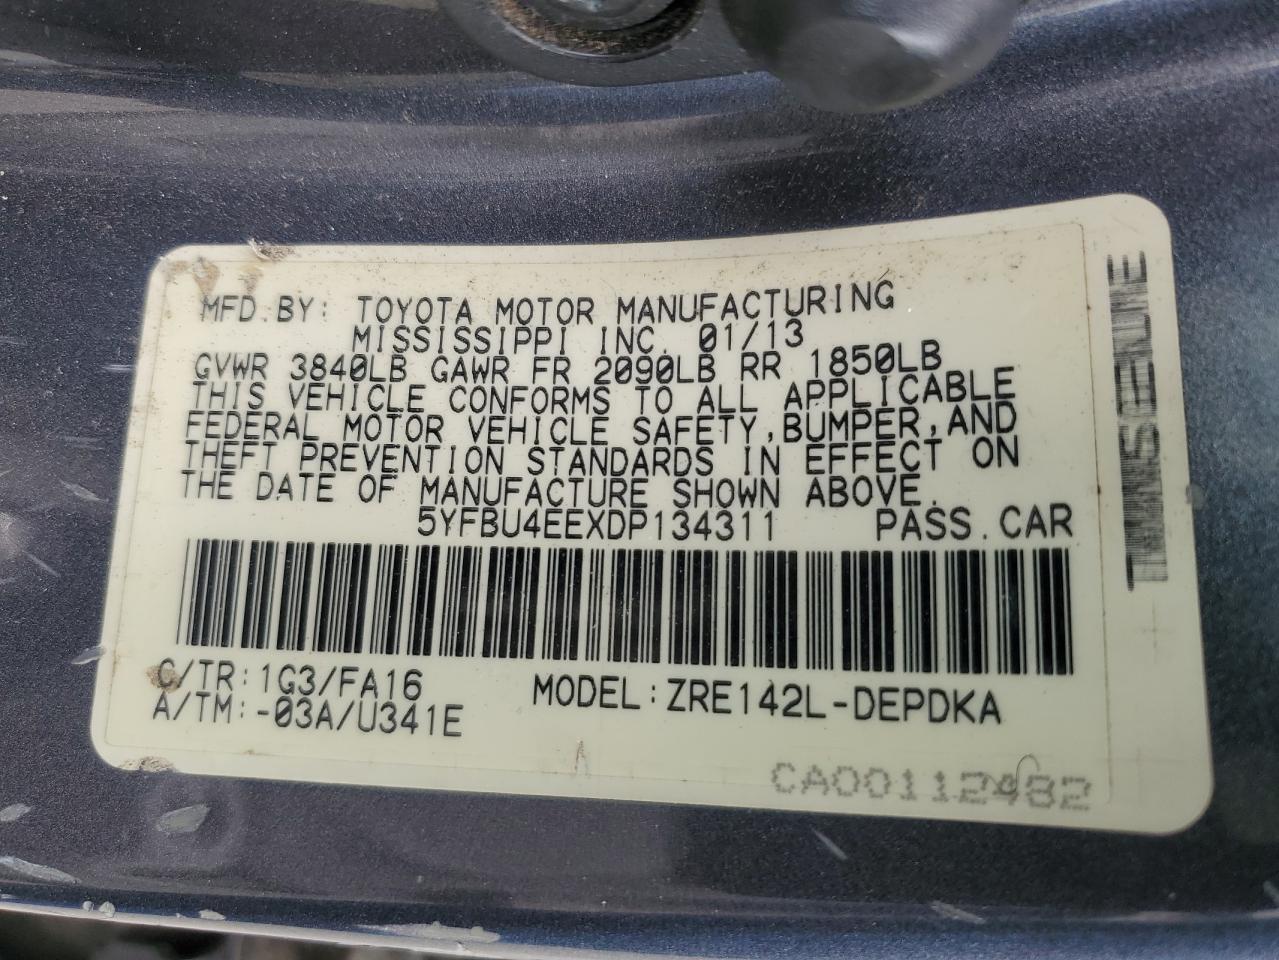 MFD.BY: TOYOTA MOTOR MANUFACTURING
MISSISSIPPI INC. 01/13
GVWR 3840LB GAWR FR 2090LB RR 1850LB
THIS VEHICLE CONFORMS TO ALL APPLICABLE
FEDERAL MOTOR VEHICLE SAFETY,BUMPER,AND
THEFT PREVENTION STANDARDS IN EFFECT ON
THE DATE OF MANUFACTURE SHOWN ABOVE.
5YFBU4EEXDP134311 PASS.CAR
C/TR:1G3/FA16 MODEL:ZRE142L-DEPDKA
A/TM:-03A/U341E
CA00112482